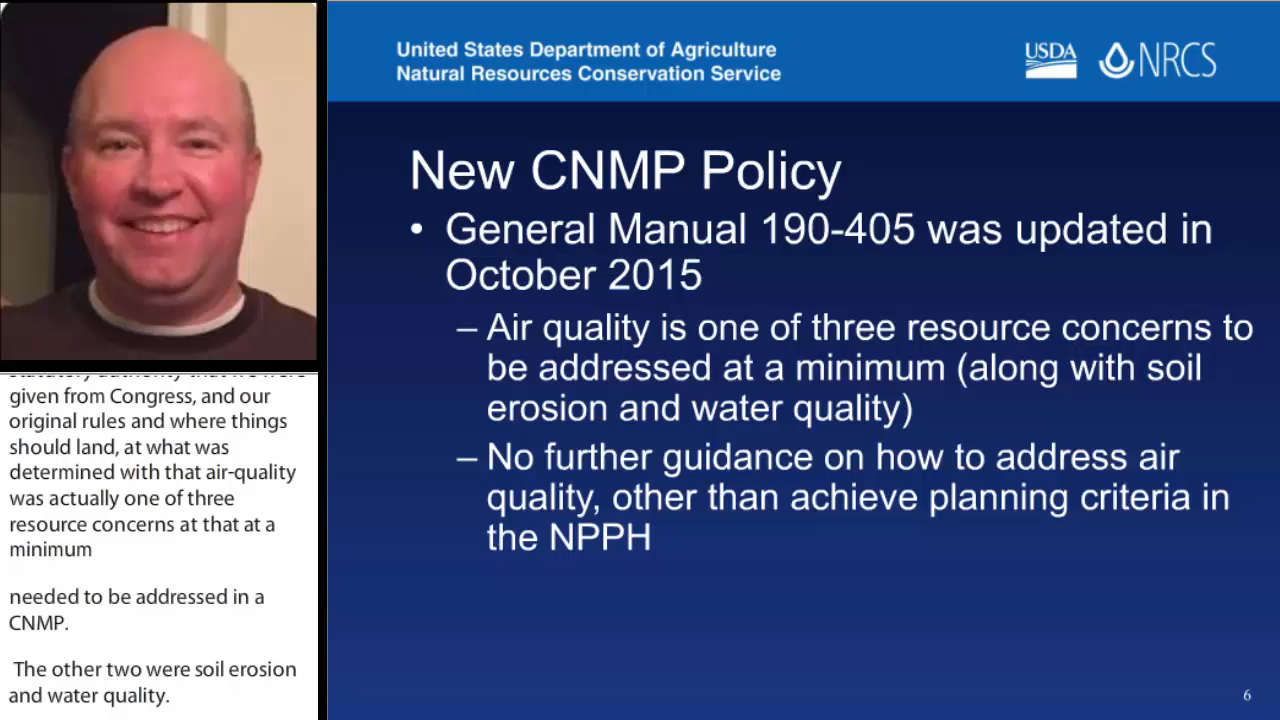 United States Department of Agriculture
Natural Resources Conservation Service
USDA
NRCS
New CNMP Policy
• General Manual 190-405 was updated in
October 2015
– Air quality is one of three resource concerns to
be addressed at a minimum (along with soil
erosion and water quality)
– No further guidance on how to address air
quality, other than achieve planning criteria in
the NPPH
6
statutory authority that we were
given from Congress, and our
original rules and where things
should land, at what was
determined with that air-quality
was actually one of three
resource concerns at that at a
minimum
needed to be addressed in a
CNMP.
The other two were soil erosion
and water quality.